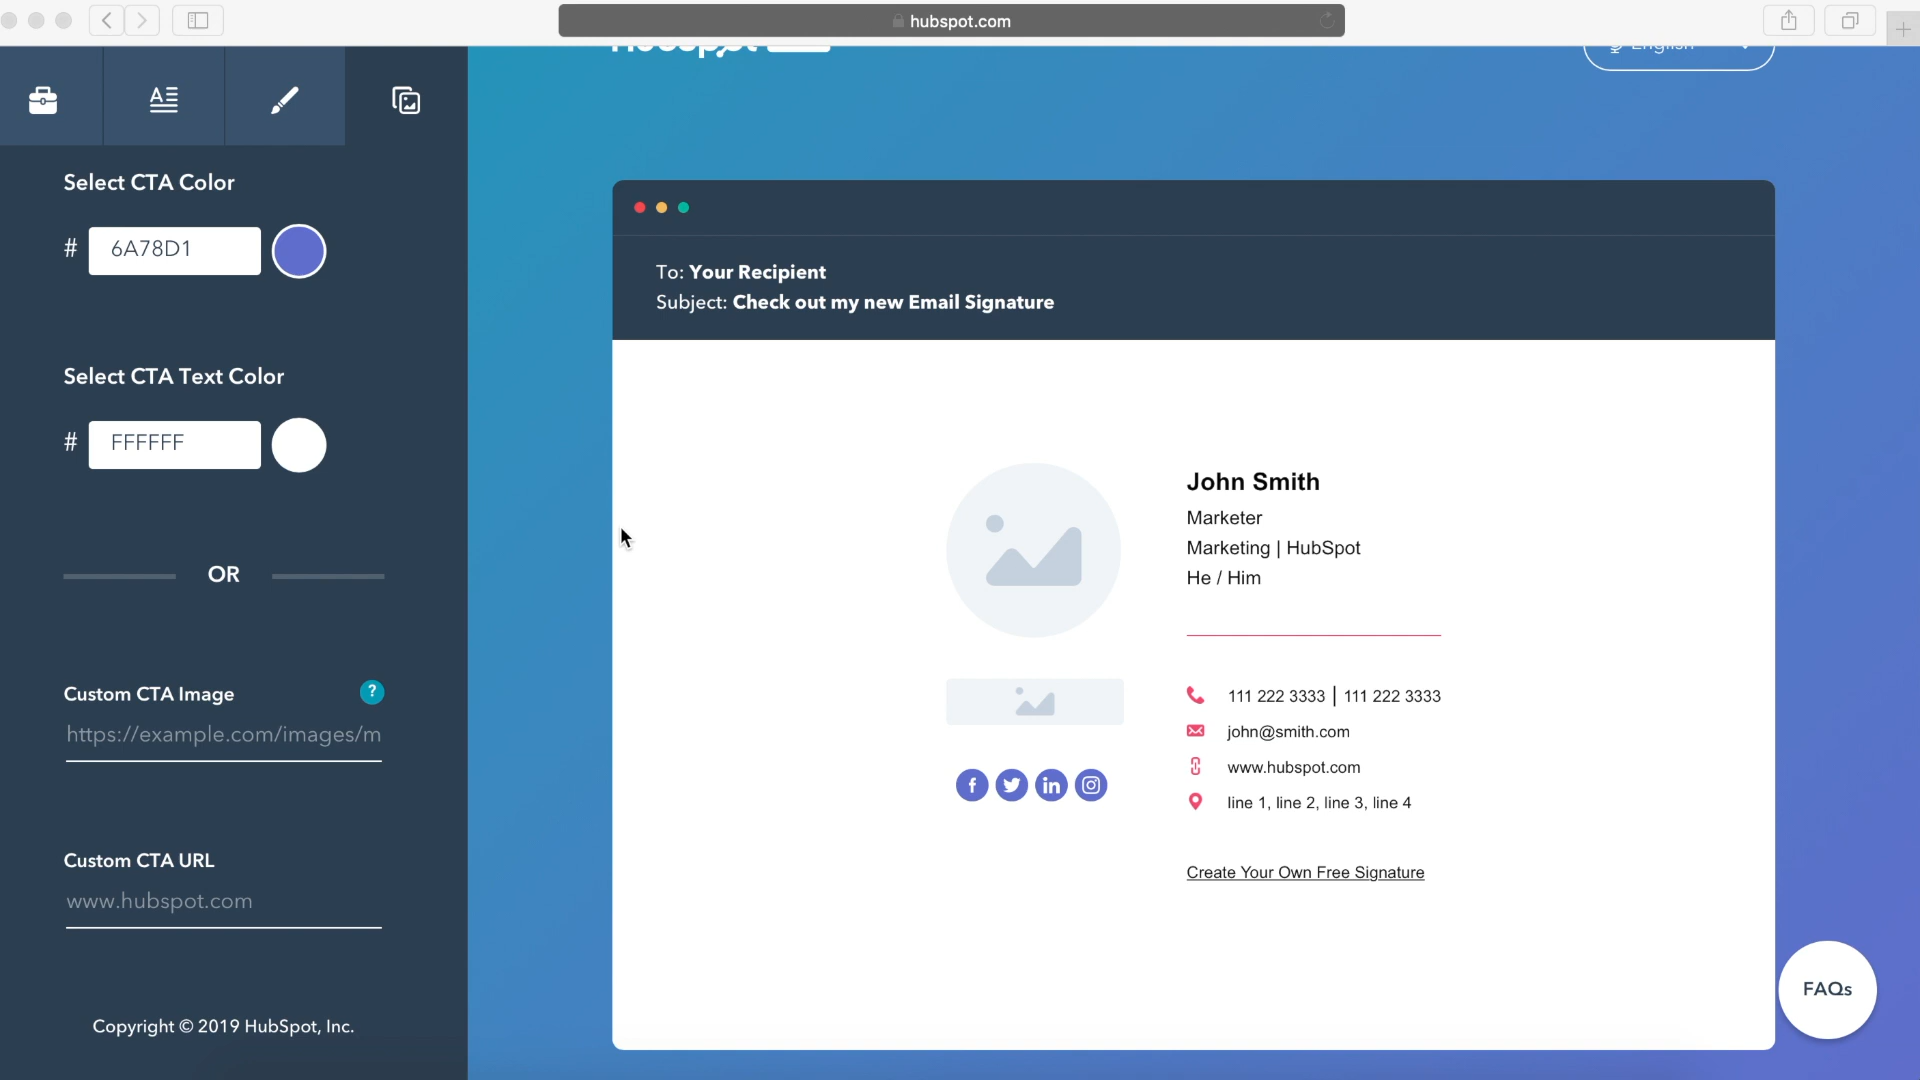 hubspot.com
HubSpot
English
Select CTA Color
# 6A78D1
Select CTA Text Color
# FFFFFF
OR
Custom CTA Image ?
https://example.com/images/m
Custom CTA URL
www.hubspot.com
Copyright © 2019 HubSpot, Inc.
To: Your Recipient
Subject: Check out my new Email Signature
John Smith
Marketer
Marketing | HubSpot
He / Him
111 222 3333 | 111 222 3333
john@smith.com
www.hubspot.com
line 1, line 2, line 3, line 4
Create Your Own Free Signature
FAQs